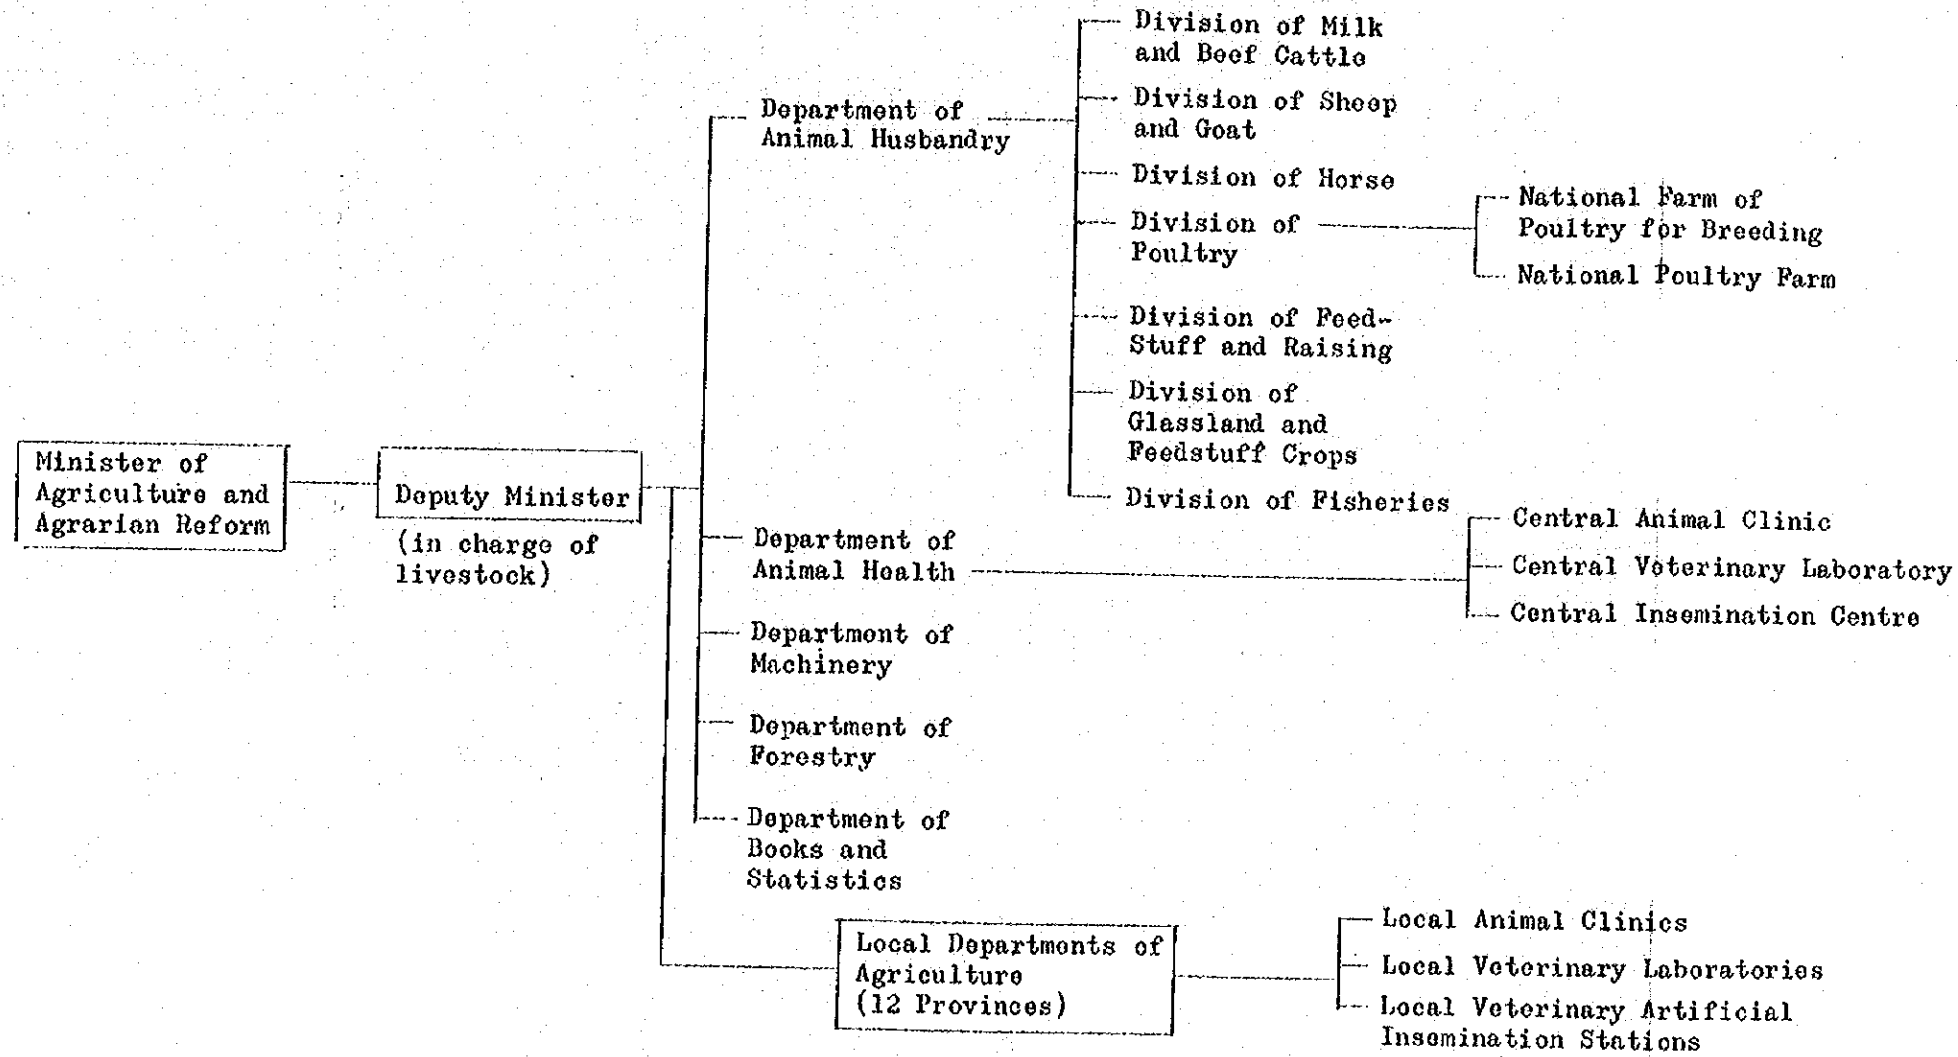 Minister of
Agriculture and
Agrarian Reform
Deputy Minister
(in charge of
livestock)
Department of
Animal Husbandry
Division of Milk
and Beef Cattle
Division of Sheep
and Goat
Division of Horse
Division of
Poultry
National Farm of
Poultry for Breeding
National Poultry Farm
Division of Feed-
Stuff and Raising
Division of
Glassland and
Feedstuff Crops
Division of Fisheries
Department of
Animal Health
Central Animal Clinic
Central Veterinary Laboratory
Central Insemination Centre
Department of
Machinery
Department of
Forestry
Department of
Books and
Statistics
Local Departments of
Agriculture
(12 Provinces)
Local Animal Clinics
Local Veterinary Laboratories
Local Veterinary Artificial
Insemination Stations